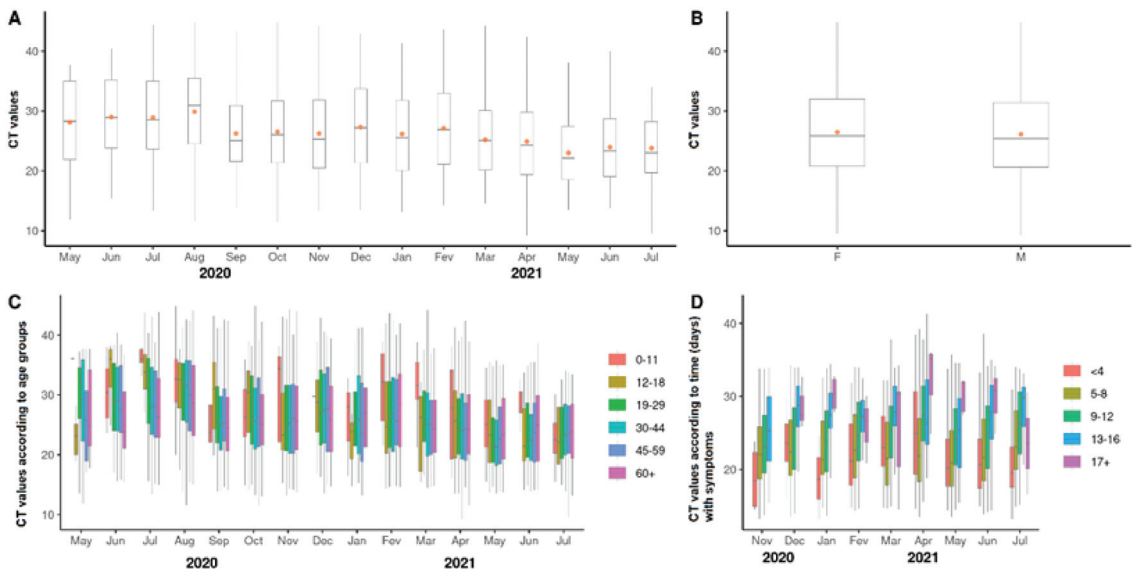 A
CT values
40
30
20
10
May Jun Jul Aug Sep Oct Nov Dec Jan Fev Mar Apr May Jun Jul
2020 2021
B
CT values
40
30
20
10
F M
C
CT values according to age groups
40
30
20
10
May Jun Jul Aug Sep Oct Nov Dec Jan Fev Mar Apr May Jun Jul
2020 2021
0-11
12-18
19-29
30-44
45-59
60+
D
CT values according to time (days)
with symptoms
40
30
20
Nov Dec Jan Fev Mar Apr May Jun Jul
2020 2021
<4
5-8
9-12
13-16
17+